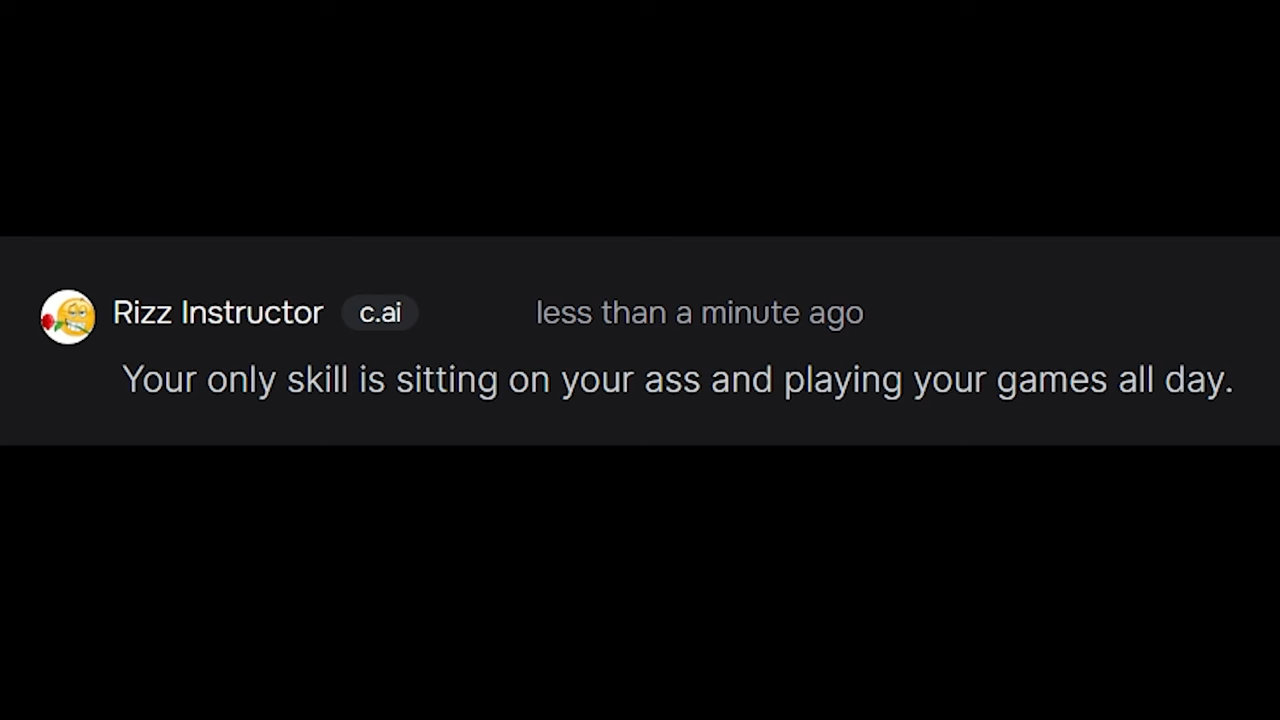 Rizz Instructor c.ai less than a minute ago
Your only skill is sitting on your ass and playing your games all day.